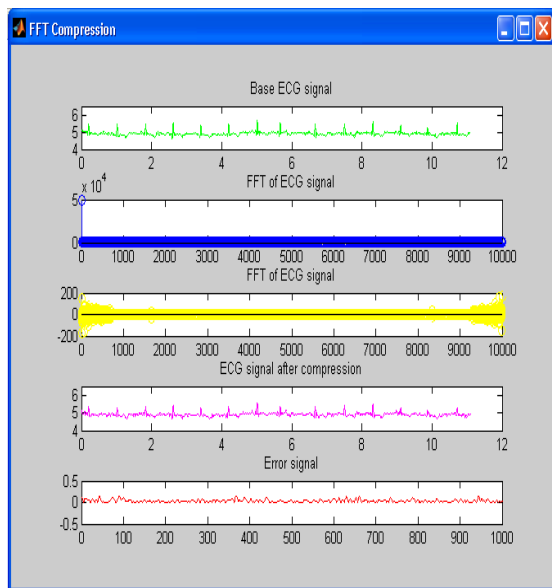 FFT Compression
Base ECG signal
6
5
4
0 2 4 6 8 10 12
x 10^4
FFT of ECG signal
5
0
0 1000 2000 3000 4000 5000 6000 7000 8000 9000 10000
FFT of ECG signal
200
0
-200
0 1000 2000 3000 4000 5000 6000 7000 8000 9000 10000
ECG signal after compression
6
5
4
0 2 4 6 8 10 12
Error signal
0.5
0
-0.5
0 100 200 300 400 500 600 700 800 900 1000